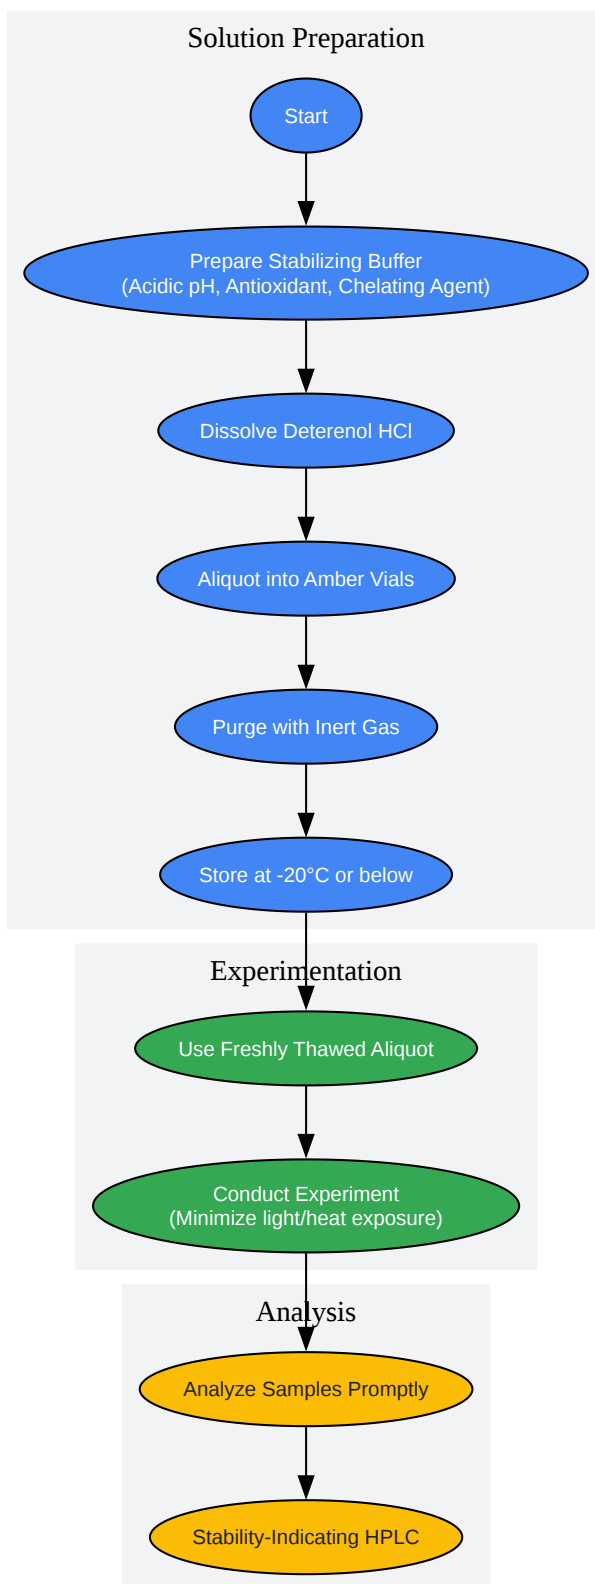 Solution Preparation
Start
Prepare Stabilizing Buffer
(Acidic pH, Antioxidant, Chelating Agent)
Dissolve Deterenol HCl
Aliquot into Amber Vials
Purge with Inert Gas
Store at -20°C or below
Experimentation
Use Freshly Thawed Aliquot
Conduct Experiment
(Minimize light/heat exposure)
Analysis
Analyze Samples Promptly
Stability-Indicating HPLC